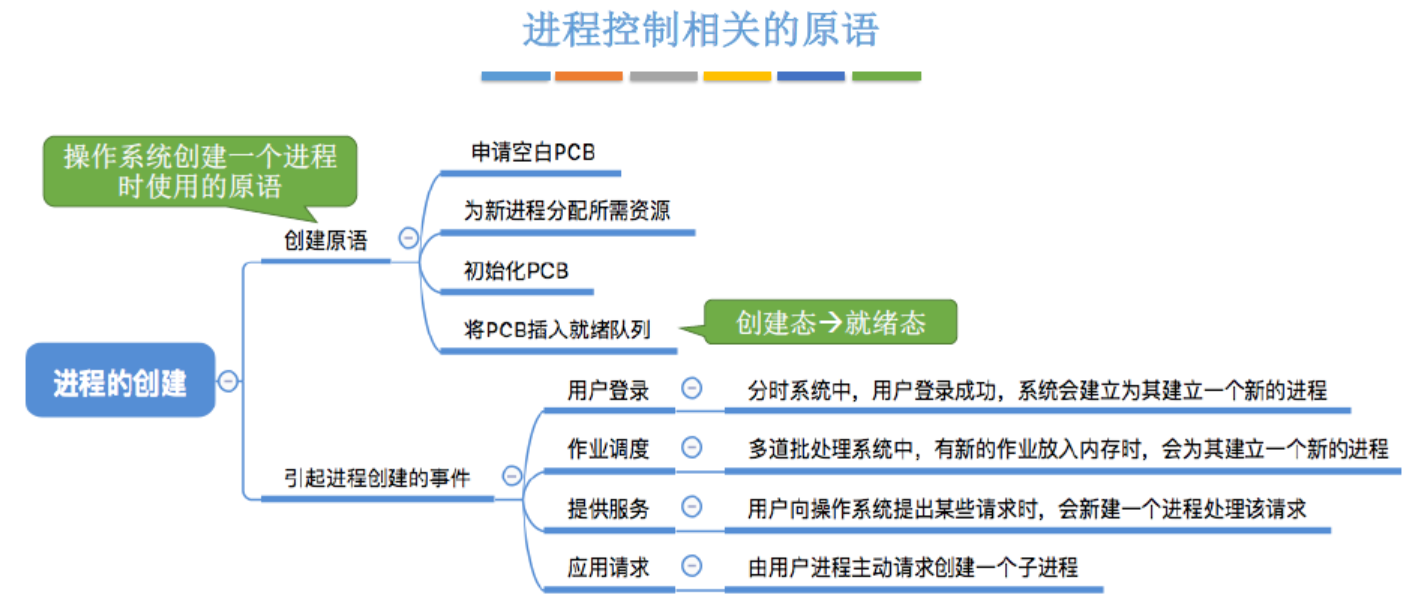 进程控制相关的原语
操作系统创建一个进程
时使用的原语
申请空白PCB
为新进程分配所需资源
创建原语
初始化PCB
将PCB插入就绪队列
创建态→就绪态
进程的创建
用户登录
分时系统中，用户登录成功，系统会建立为其建立一个新的进程
作业调度
多道批处理系统中，有新的作业放入内存时，会为其建立一个新的进程
引起进程创建的事件
提供服务
用户向操作系统提出某些请求时，会新建一个进程处理该请求
应用请求
由用户进程主动请求创建一个子进程